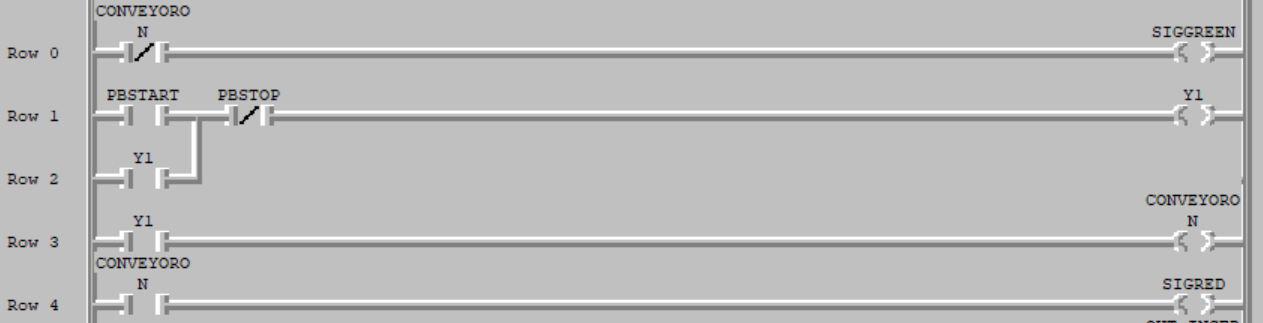 CONVEYORO
N SIGGREEN
Row 0
PBSTART PBSTOP Y1
Row 1
Y1
Row 2
CONVEYORO
Y1 N
Row 3
CONVEYORO
N SIGRED
Row 4